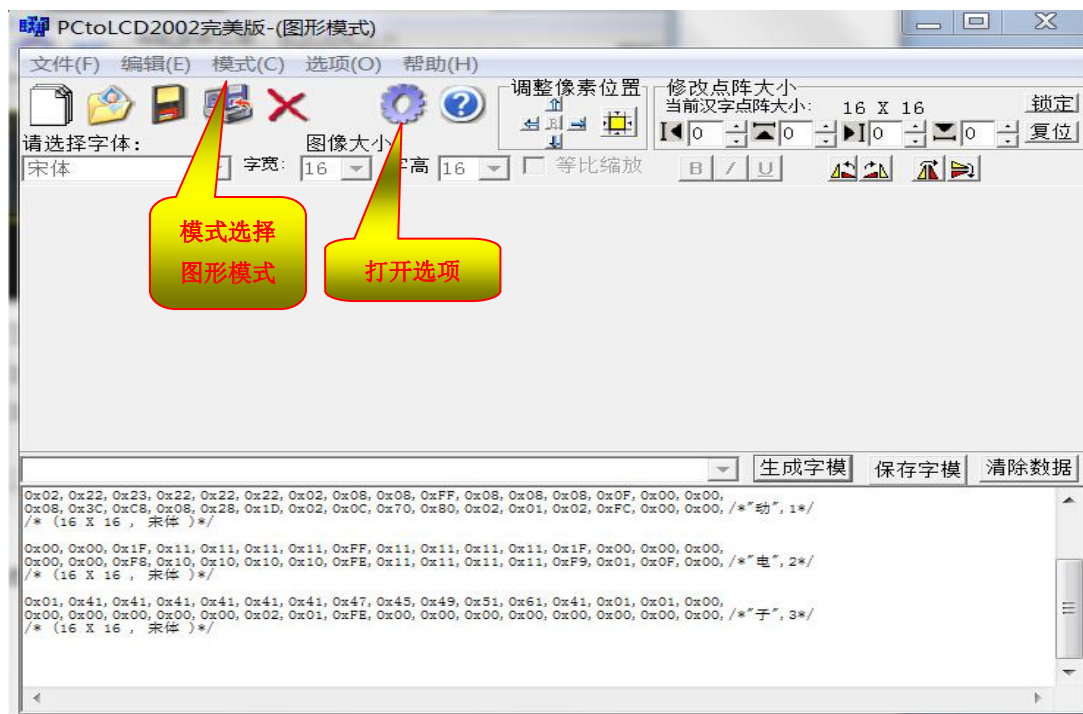 PCtoLCD2002完美版-(图形模式)
文件(F) 编辑(E) 模式(C) 选项(O) 帮助(H)
调整像素位置
修改点阵大小
当前汉字点阵大小: 16 X 16 锁定
0 0 0 0 复位
请选择字体: 图像大小
宋体 字宽: 16 字高 16 等比缩放 B / U
模式选择
图形模式
打开选项
生成字模 保存字模 清除数据
0x02, 0x22, 0x23, 0x22, 0x22, 0x22, 0x02, 0x08, 0x08, 0xFF, 0x08, 0x08, 0x08, 0x0F, 0x00, 0x00,
0x08, 0x3C, 0xC8, 0x08, 0x28, 0x1D, 0x02, 0x0C, 0x70, 0x80, 0x02, 0x01, 0x02, 0xFC, 0x00, 0x00, /*"动", 1*/
/* (16 X 16 , 宋体 )*/
0x00, 0x00, 0x1F, 0x11, 0x11, 0x11, 0x11, 0xFF, 0x11, 0x11, 0x11, 0x11, 0x1F, 0x00, 0x00, 0x00,
0x00, 0x00, 0xF8, 0x10, 0x10, 0x10, 0x10, 0xFE, 0x11, 0x11, 0x11, 0x11, 0xF9, 0x01, 0x0F, 0x00, /*"电", 2*/
/* (16 X 16 , 宋体 )*/
0x01, 0x41, 0x41, 0x41, 0x41, 0x41, 0x41, 0x47, 0x45, 0x49, 0x51, 0x61, 0x41, 0x01, 0x01, 0x00,
0x00, 0x00, 0x00, 0x00, 0x00, 0x02, 0x01, 0xFE, 0x00, 0x00, 0x00, 0x00, 0x00, 0x00, 0x00, 0x00, /*"子", 3*/
/* (16 X 16 , 宋体 )*/